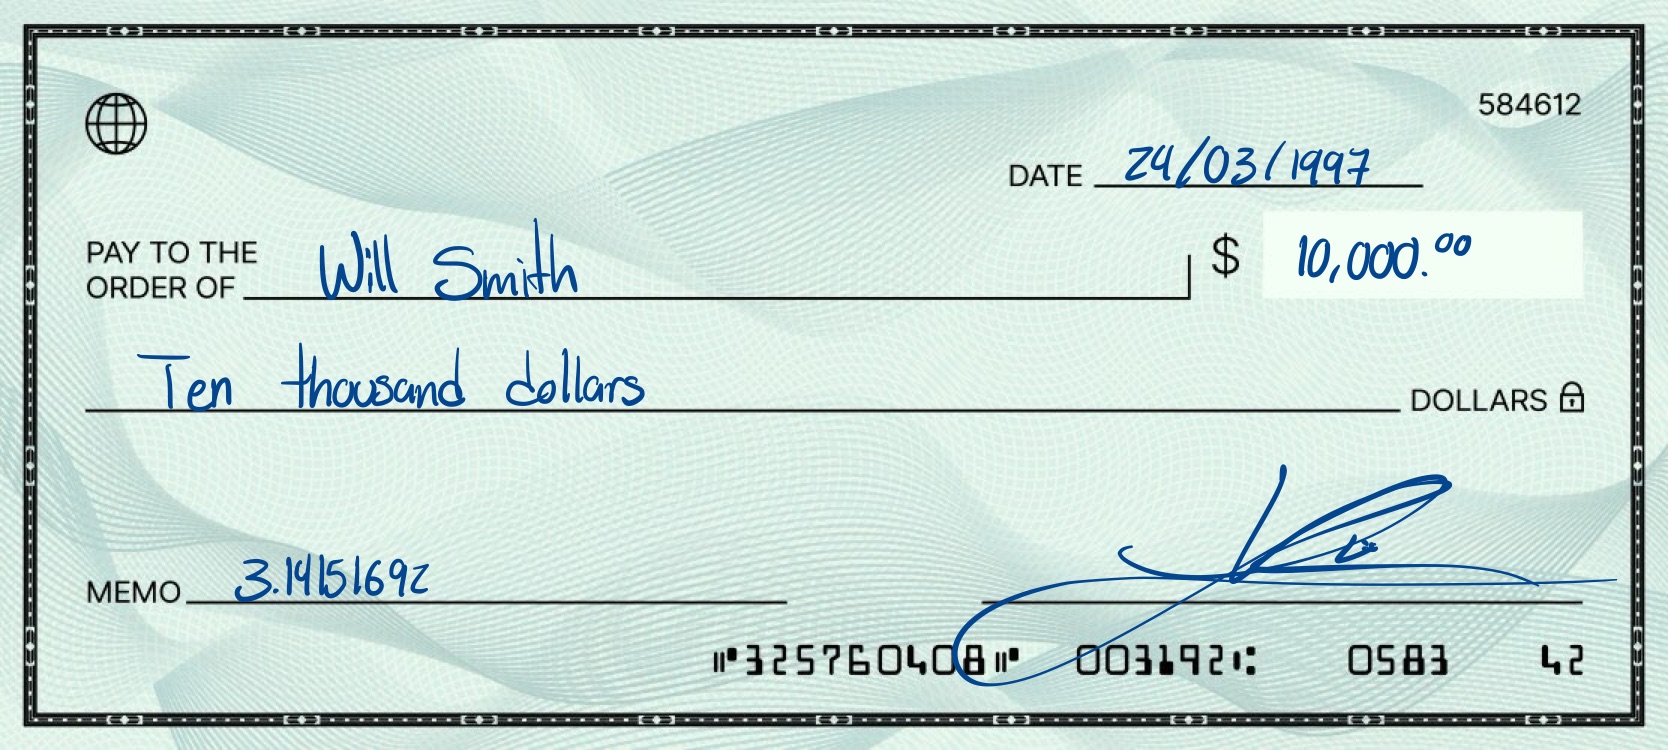 584612
DATE 24/03/1997
PAY TO THE
ORDER OF Will Smith $ 10,000.00
Ten thousand dollars DOLLARS
MEMO 3.14151692
⑈325760408⑈ 003192⑆ 0583 42